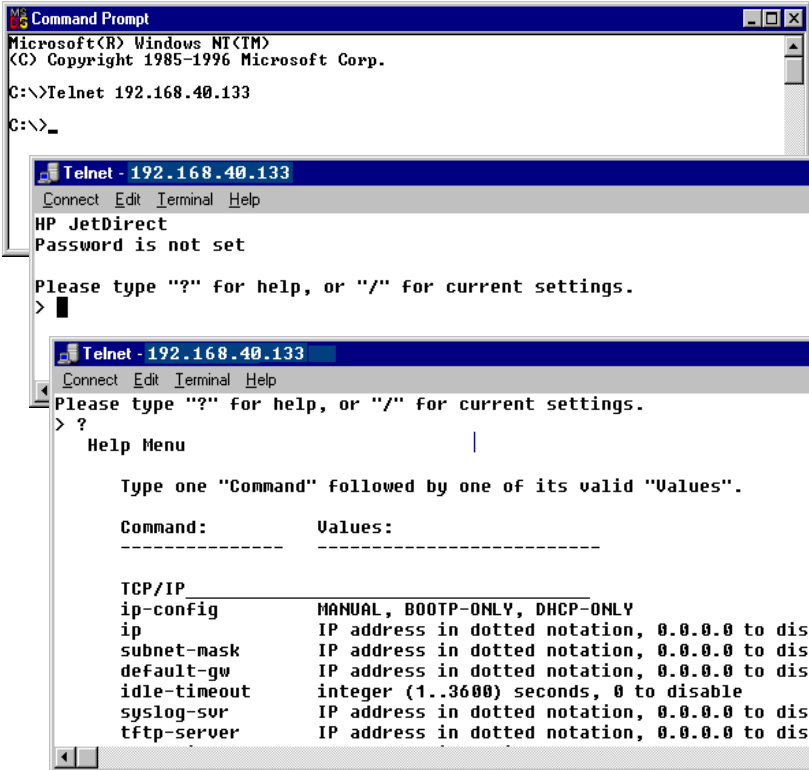 Command Prompt
Microsoft(R) Windows NT(TM)
(C) Copyright 1985-1996 Microsoft Corp.
C:\>Telnet 192.168.40.133
C:\>_
Telnet - 192.168.40.133
Connect Edit Terminal Help
HP JetDirect
Password is not set
Please type "?" for help, or "/" for current settings.
>
Telnet - 192.168.40.133
Connect Edit Terminal Help
Please type "?" for help, or "/" for current settings.
> ?
Help Menu
Type one "Command" followed by one of its valid "Values".
Command: Values:
--------------- --------------------------
TCP/IP_____________________________________
ip-config MANUAL, BOOTP-ONLY, DHCP-ONLY
ip IP address in dotted notation, 0.0.0.0 to dis
subnet-mask IP address in dotted notation, 0.0.0.0 to dis
default-gw IP address in dotted notation, 0.0.0.0 to dis
idle-timeout integer (1..3600) seconds, 0 to disable
syslog-svr IP address in dotted notation, 0.0.0.0 to dis
tftp-server IP address in dotted notation, 0.0.0.0 to dis